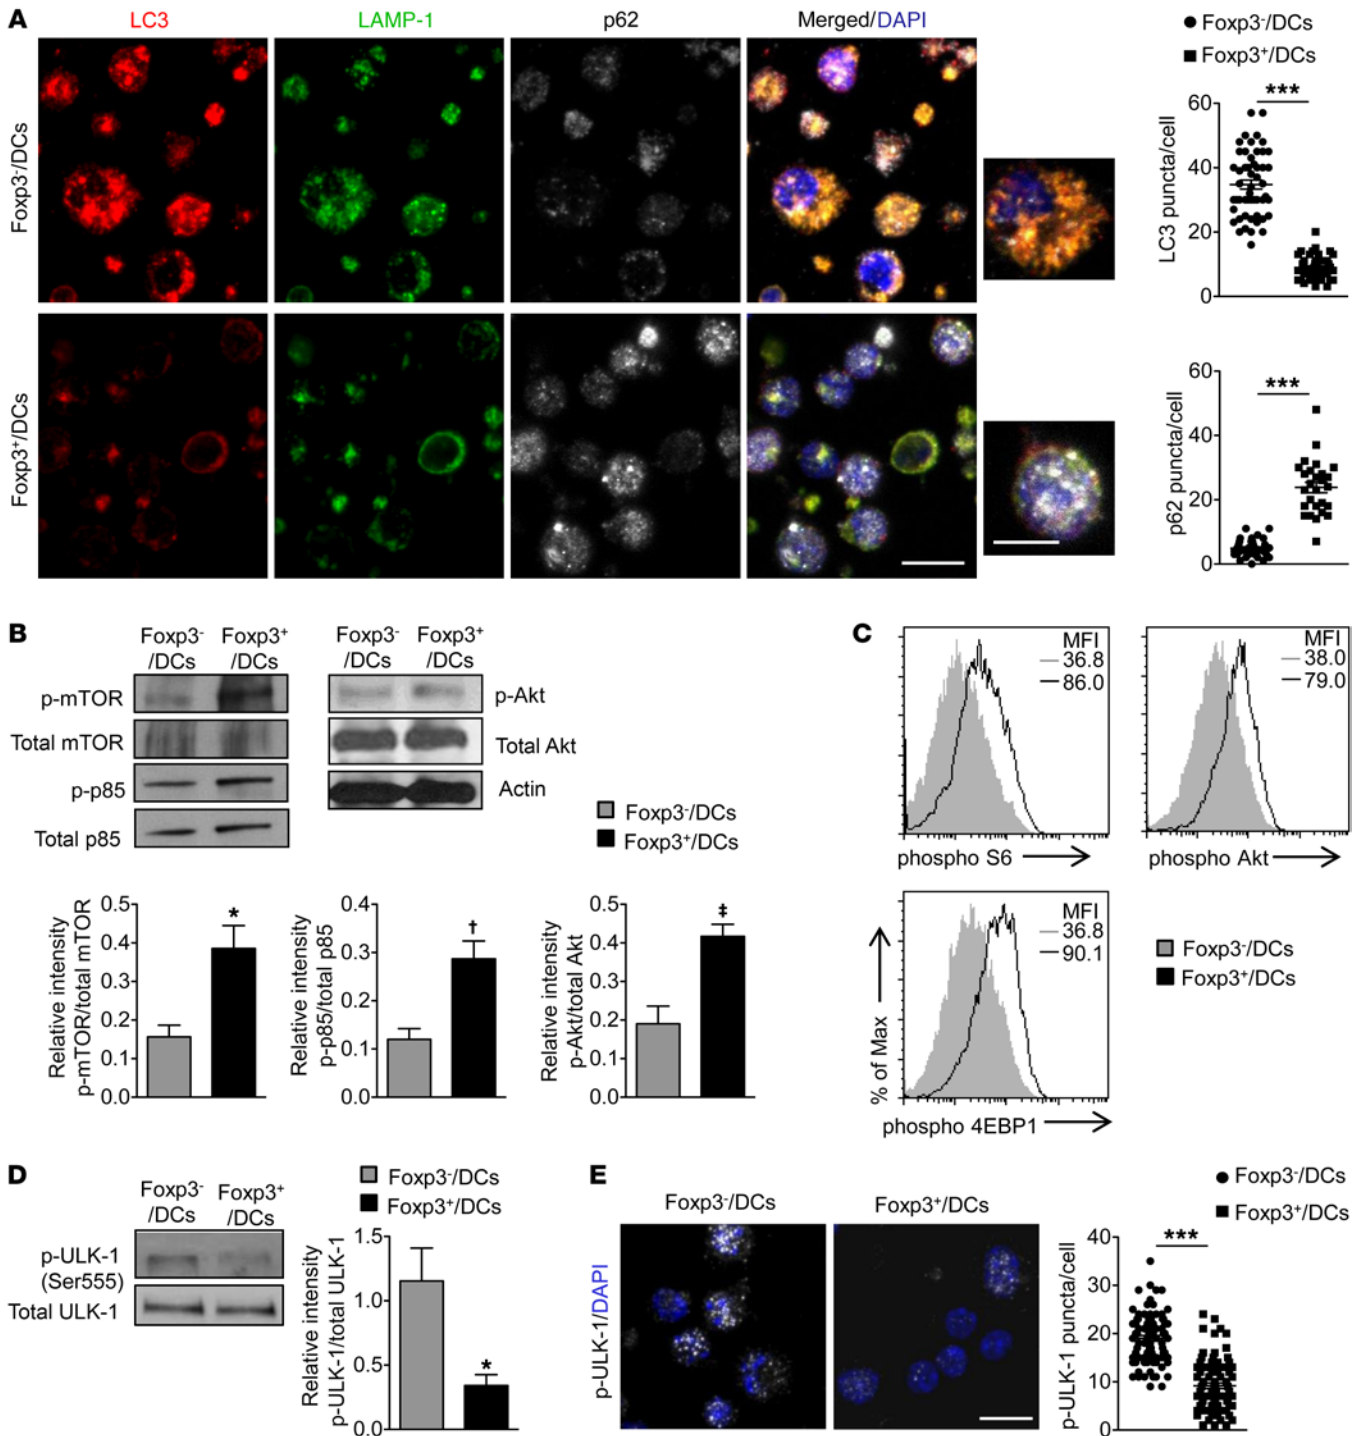 A
LC3
LAMP-1
p62
Merged/DAPI
Foxp3⁻/DCs
Foxp3⁺/DCs
Foxp3⁻/DCs
Foxp3⁺/DCs
LC3 puncta/cell
60
40
20
0
***
p62 puncta/cell
60
40
20
0
***
B
Foxp3⁻
/DCs
Foxp3⁺
/DCs
p-mTOR
Total mTOR
p-p85
Total p85
Foxp3⁻
/DCs
Foxp3⁺
/DCs
p-Akt
Total Akt
Actin
Foxp3⁻/DCs
Foxp3⁺/DCs
Relative intensity
p-mTOR/total mTOR
0.5
0.4
0.3
0.2
0.1
0.0
*
Relative intensity
p-p85/total p85
0.4
0.3
0.2
0.1
0.0
†
Relative intensity
p-Akt/total Akt
0.5
0.4
0.3
0.2
0.1
0.0
‡
C
MFI
36.8
86.0
phospho S6
MFI
38.0
79.0
phospho Akt
MFI
36.8
90.1
% of Max
phospho 4EBP1
Foxp3⁻/DCs
Foxp3⁺/DCs
D
Foxp3⁻
/DCs
Foxp3⁺
/DCs
p-ULK-1
(Ser555)
Total ULK-1
Foxp3⁻/DCs
Foxp3⁺/DCs
Relative intensity
p-ULK-1/total ULK-1
1.5
1.0
0.5
0.0
*
E
Foxp3⁻/DCs
Foxp3⁺/DCs
p-ULK-1/DAPI
Foxp3⁻/DCs
Foxp3⁺/DCs
p-ULK-1 puncta/cell
40
30
20
10
0
***